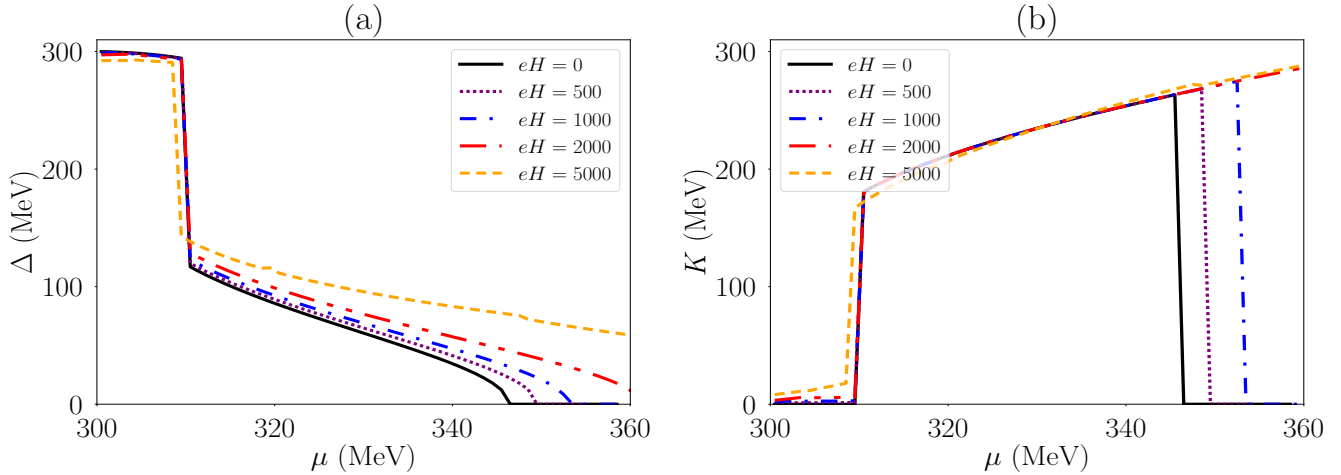 (a)
Δ (MeV)
300
200
100
0
300
320
340
360
μ (MeV)
eH = 0
eH = 500
eH = 1000
eH = 2000
eH = 5000
(b)
K (MeV)
300
200
100
0
300
320
340
360
μ (MeV)
eH = 0
eH = 500
eH = 1000
eH = 2000
eH = 5000